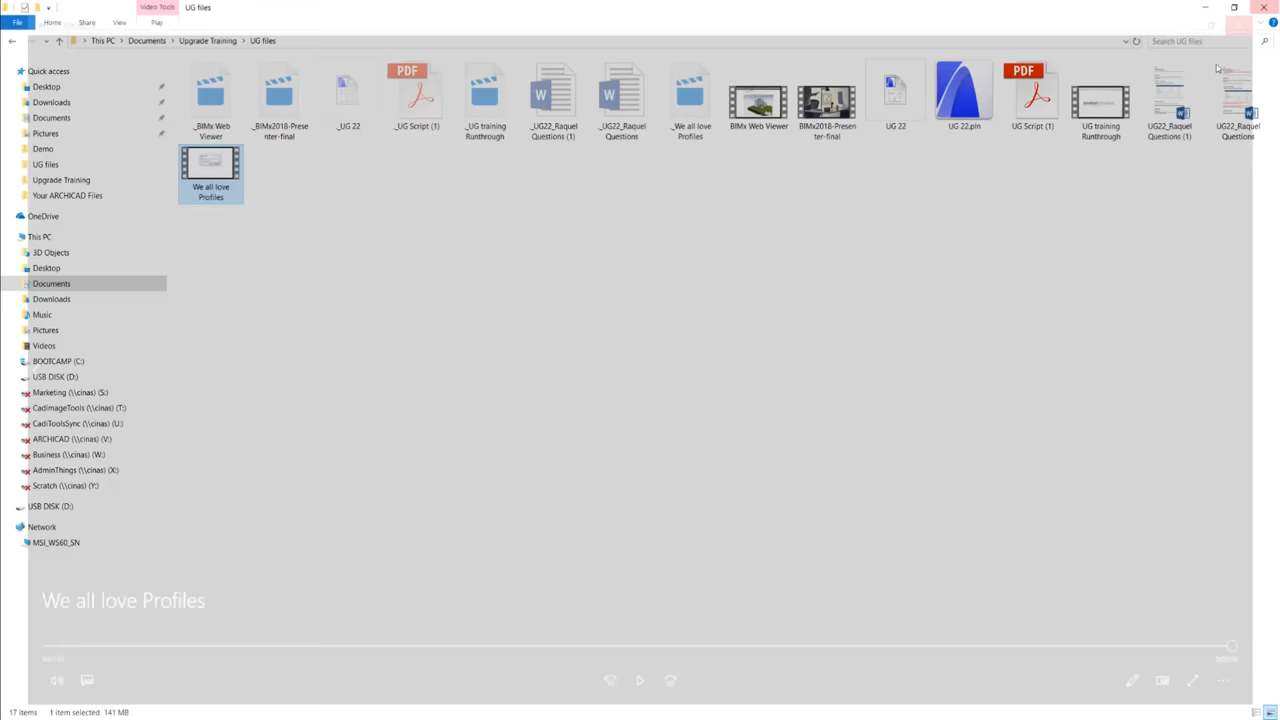 Video Tools
UG files
File
Home
Share
View
Play
This PC
Documents
Upgrade Training
UG files
Search UG files
Quick access
Desktop
Downloads
Documents
Pictures
Demo
UG files
Upgrade Training
Your ARCHICAD Files
OneDrive
This PC
3D Objects
Desktop
Documents
Downloads
Music
Pictures
Videos
BOOTCAMP (C:)
USB DISK (D:)
Marketing (\\cinas) (S:)
CadimageTools (\\cinas) (T:)
CadiToolsSync (\\cinas) (U:)
ARCHICAD (\\cinas) (V:)
Business (\\cinas) (W:)
AdminThings (\\cinas) (X:)
Scratch (\\cinas) (Y:)
USB DISK (D:)
Network
MSI_WS60_SN
._BIMx Web
Viewer
._BIMx2018-Prese
nter-final
._UG 22
PDF
._UG Script (1)
._UG training
Runthrough
._UG22_Raquel
Questions (1)
._UG22_Raquel
Questions
._We all love
Profiles
BIMx Web Viewer
BIMx2018-Presen
ter-final
UG 22
UG 22.pln
PDF
UG Script (1)
UG training
Runthrough
UG22_Raquel
Questions (1)
UG22_Raquel
Questions
We all love
Profiles
We all love Profiles
17 items
1 item selected 141 MB